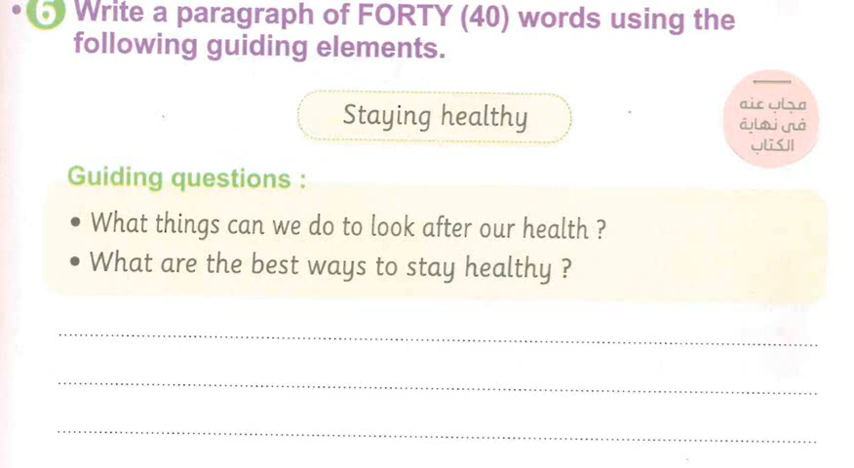 • 6 Write a paragraph of FORTY (40) words using the
following guiding elements.
Staying healthy
مجاب عنه
فى نهاية
الكتاب
Guiding questions :
• What things can we do to look after our health ?
• What are the best ways to stay healthy ?